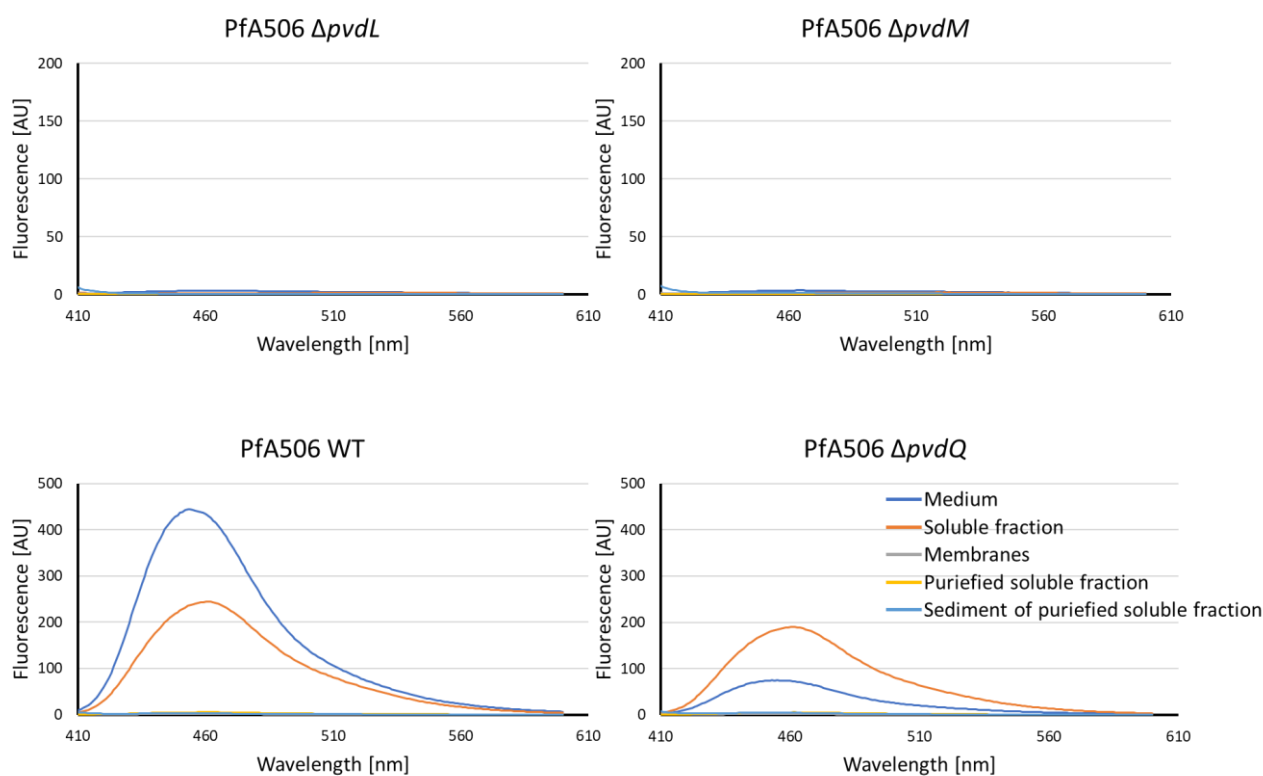 PfA506 ΔpvdL
200
150
100
50
0
Fluorescence [AU]
410 460 510 560 610
Wavelength [nm]
PfA506 ΔpvdM
200
150
100
50
0
Fluorescence [AU]
410 460 510 560 610
Wavelength [nm]
PfA506 WT
500
400
300
200
100
0
Fluorescence [AU]
410 460 510 560 610
Wavelength [nm]
PfA506 ΔpvdQ
500
400
300
200
100
0
Fluorescence [AU]
410 460 510 560 610
Wavelength [nm]
Medium
Soluble fraction
Membranes
Puriefied soluble fraction
Sediment of puriefied soluble fraction